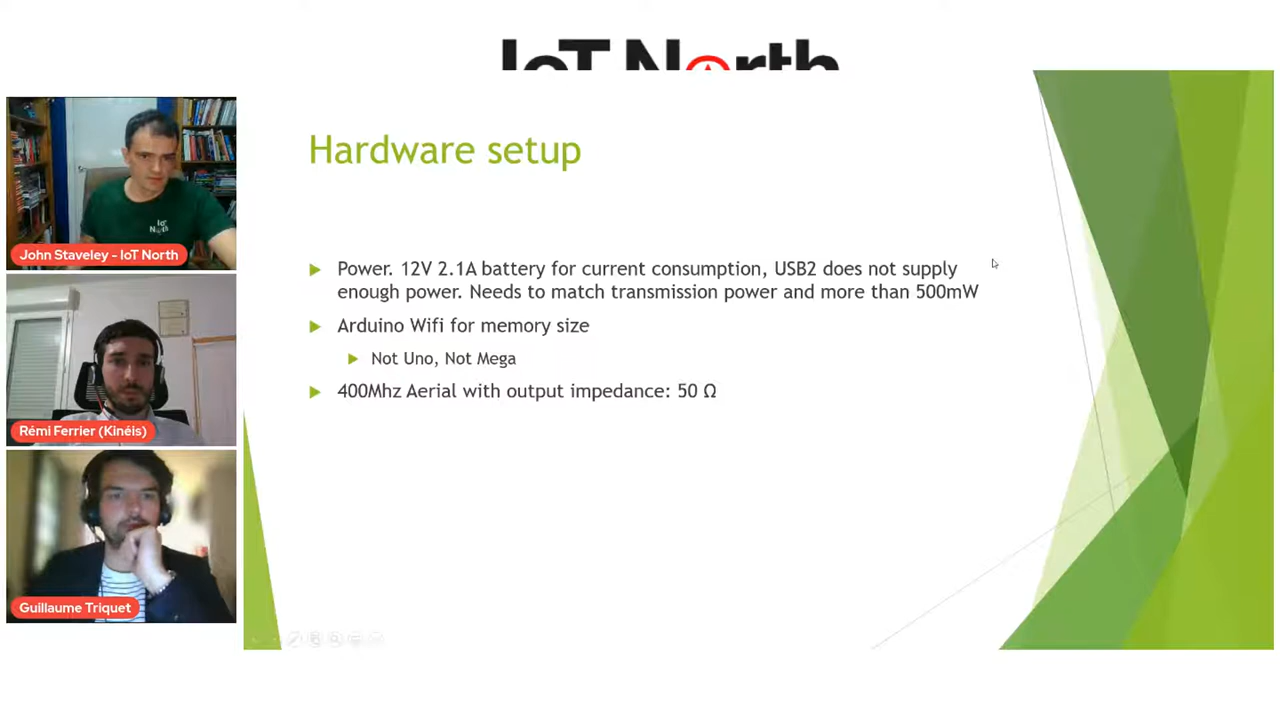 IoT North
John Staveley - IoT North
Rémi Ferrier (Kinéis)
Guillaume Triquet
Hardware setup
Power. 12V 2.1A battery for current consumption, USB2 does not supply
enough power. Needs to match transmission power and more than 500mW
Arduino Wifi for memory size
Not Uno, Not Mega
400Mhz Aerial with output impedance: 50 Ω